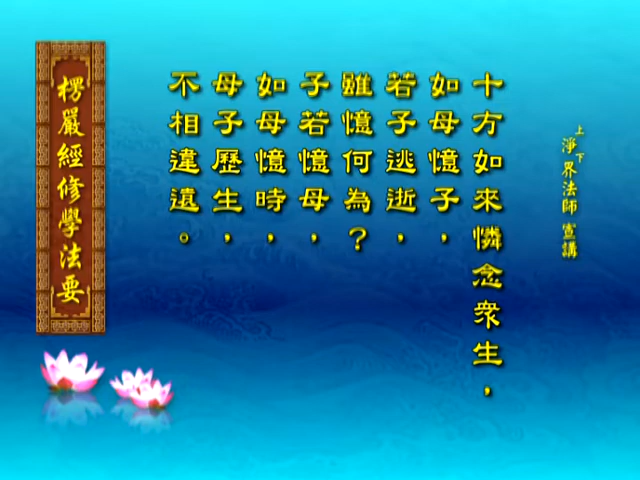 上淨下界法師 宣講
十方如來憐念眾生，
如母憶子，
若子逃逝，
雖憶何為？
子若憶母，
如母憶時，
母子歷生，
不相違遠。
楞嚴經修學法要